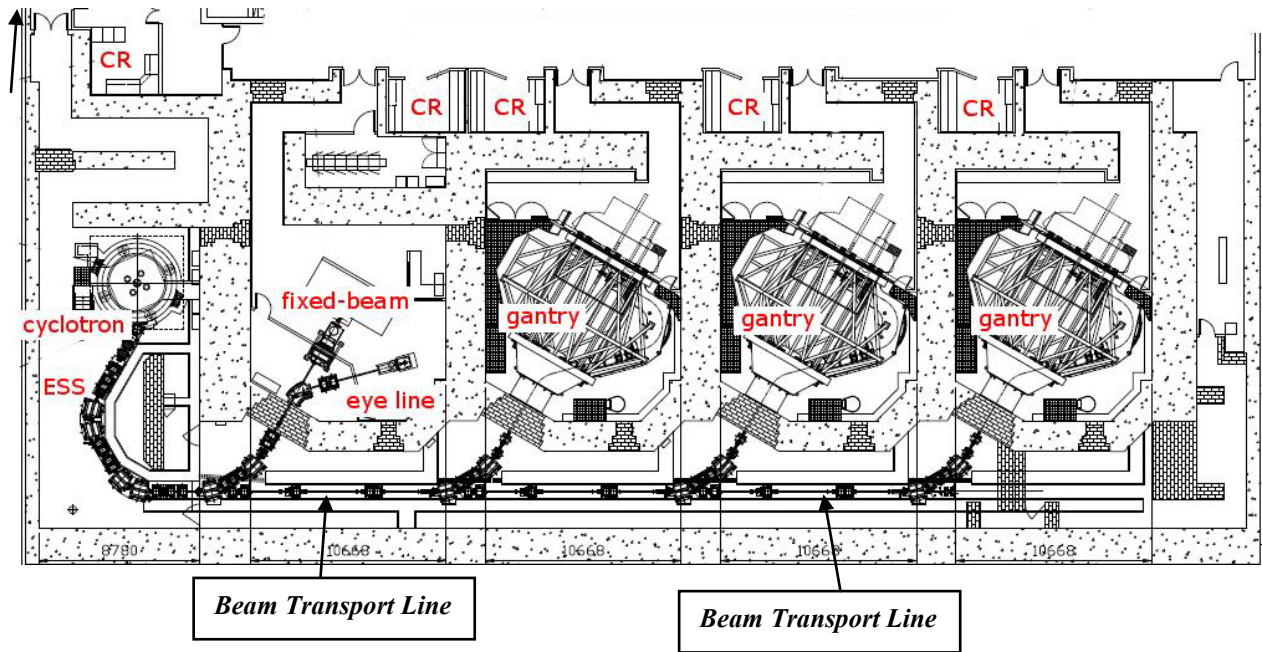 CR
CR
CR
CR
CR
fixed-beam
cyclotron
gantry
gantry
gantry
ESS
eye line
8780
10668
10668
10668
10668
Beam Transport Line
Beam Transport Line